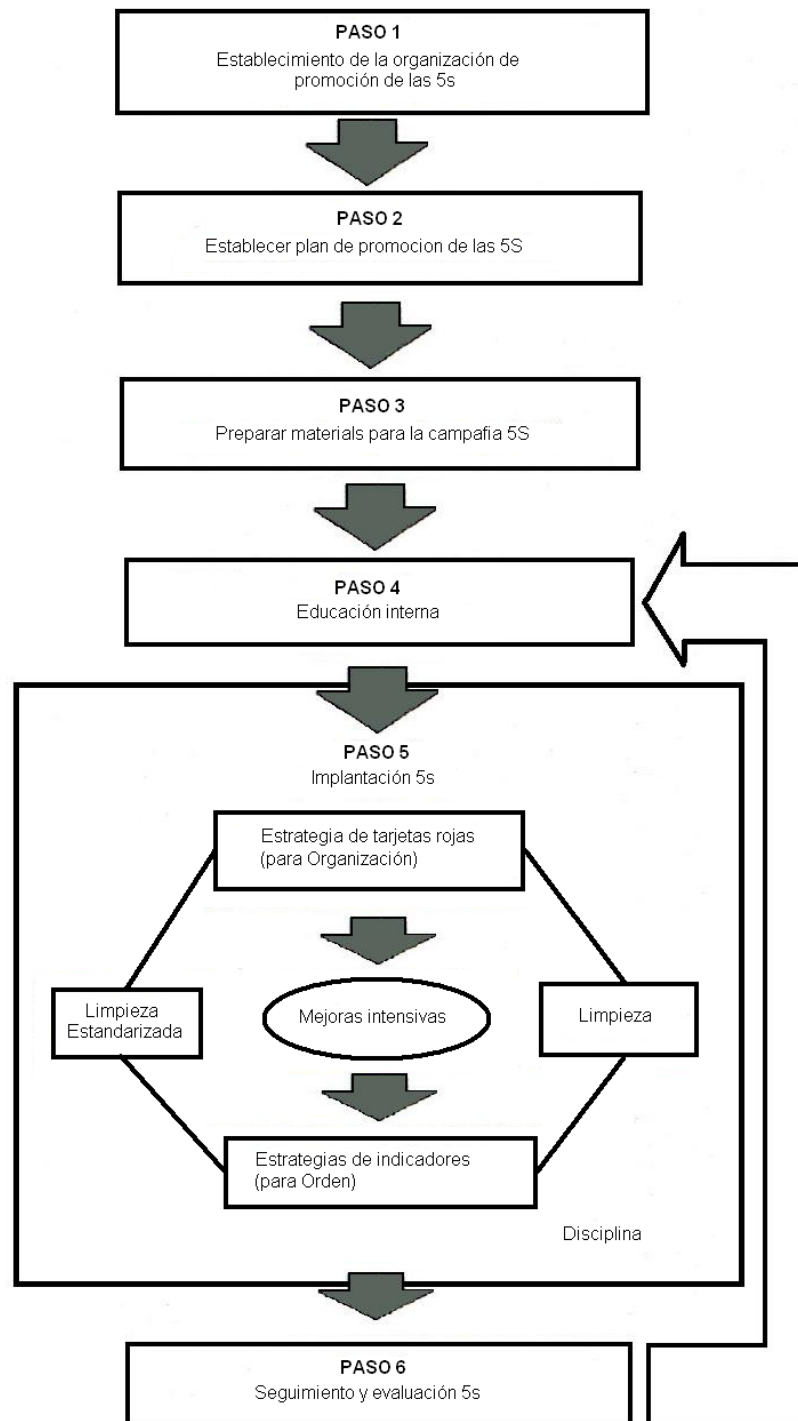 PASO 1
Establecimiento de la organización de
promoción de las 5s
PASO 2
Establecer plan de promocion de las 5S
PASO 3
Preparar materials para la campafia 5S
PASO 4
Educación interna
PASO 5
Implantación 5s
Estrategia de tarjetas rojas
(para Organización)
Limpieza
Estandarizada
Mejoras intensivas
Limpieza
Estrategias de indicadores
(para Orden)
Disciplina
PASO 6
Seguimiento y evaluación 5s